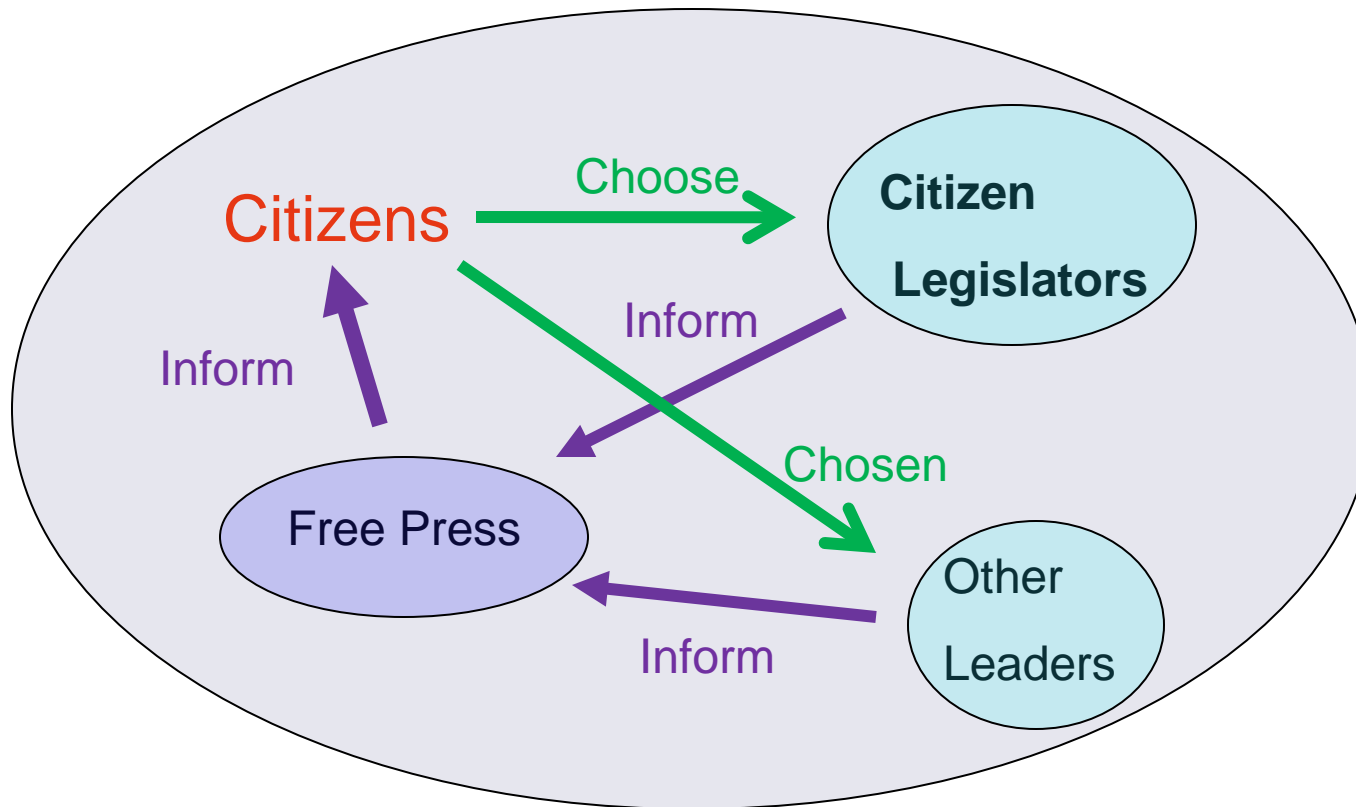 Choose
Citizen
Citizens
Legislators
Inform
Inform
Chosen
Free Press
Other
Inform
Leaders